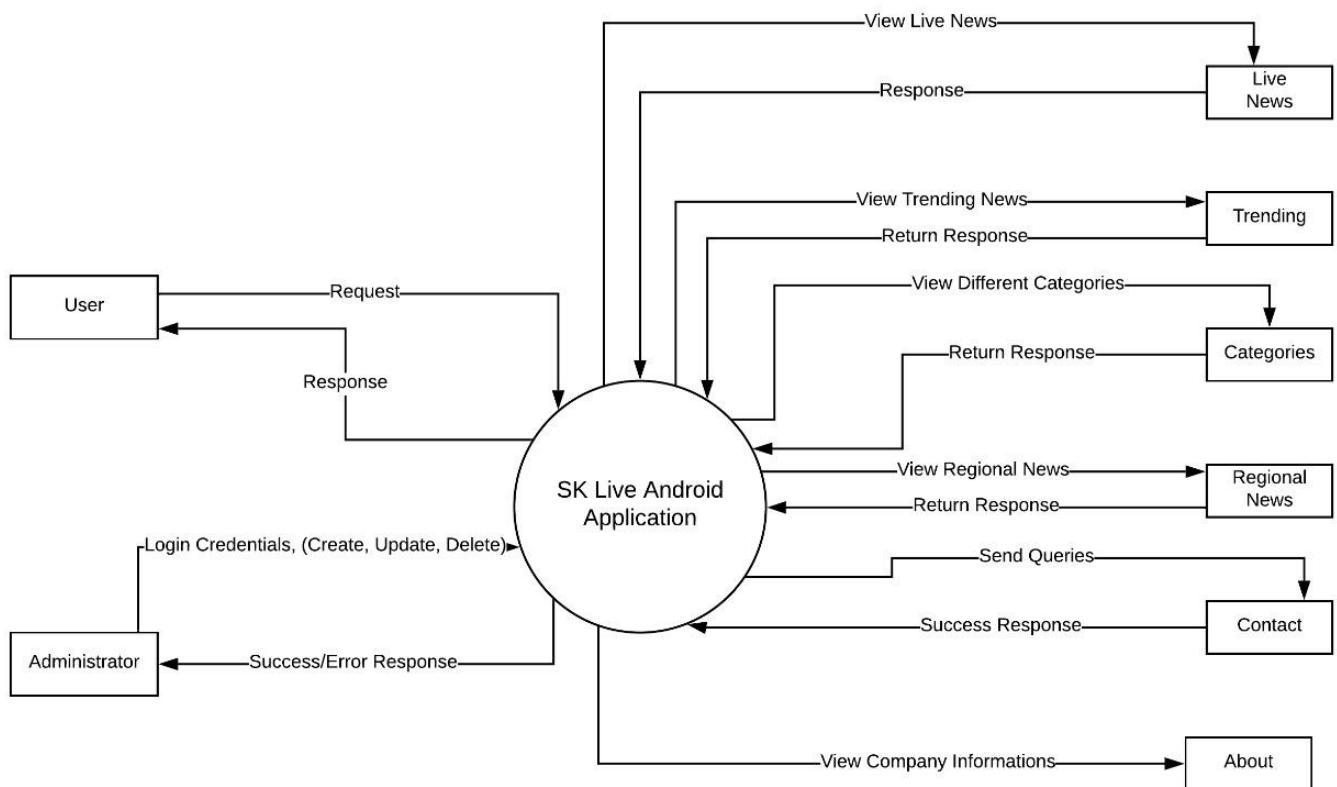 View Live News
Live
News
Response
View Trending News
Trending
Return Response
View Different Categories
User
Request
Return Response
Categories
Response
View Regional News
Regional
News
Return Response
SK Live Android
Application
Login Credentials, (Create, Update, Delete)
Send Queries
Contact
Success Response
Administrator
Success/Error Response
View Company Informations
About